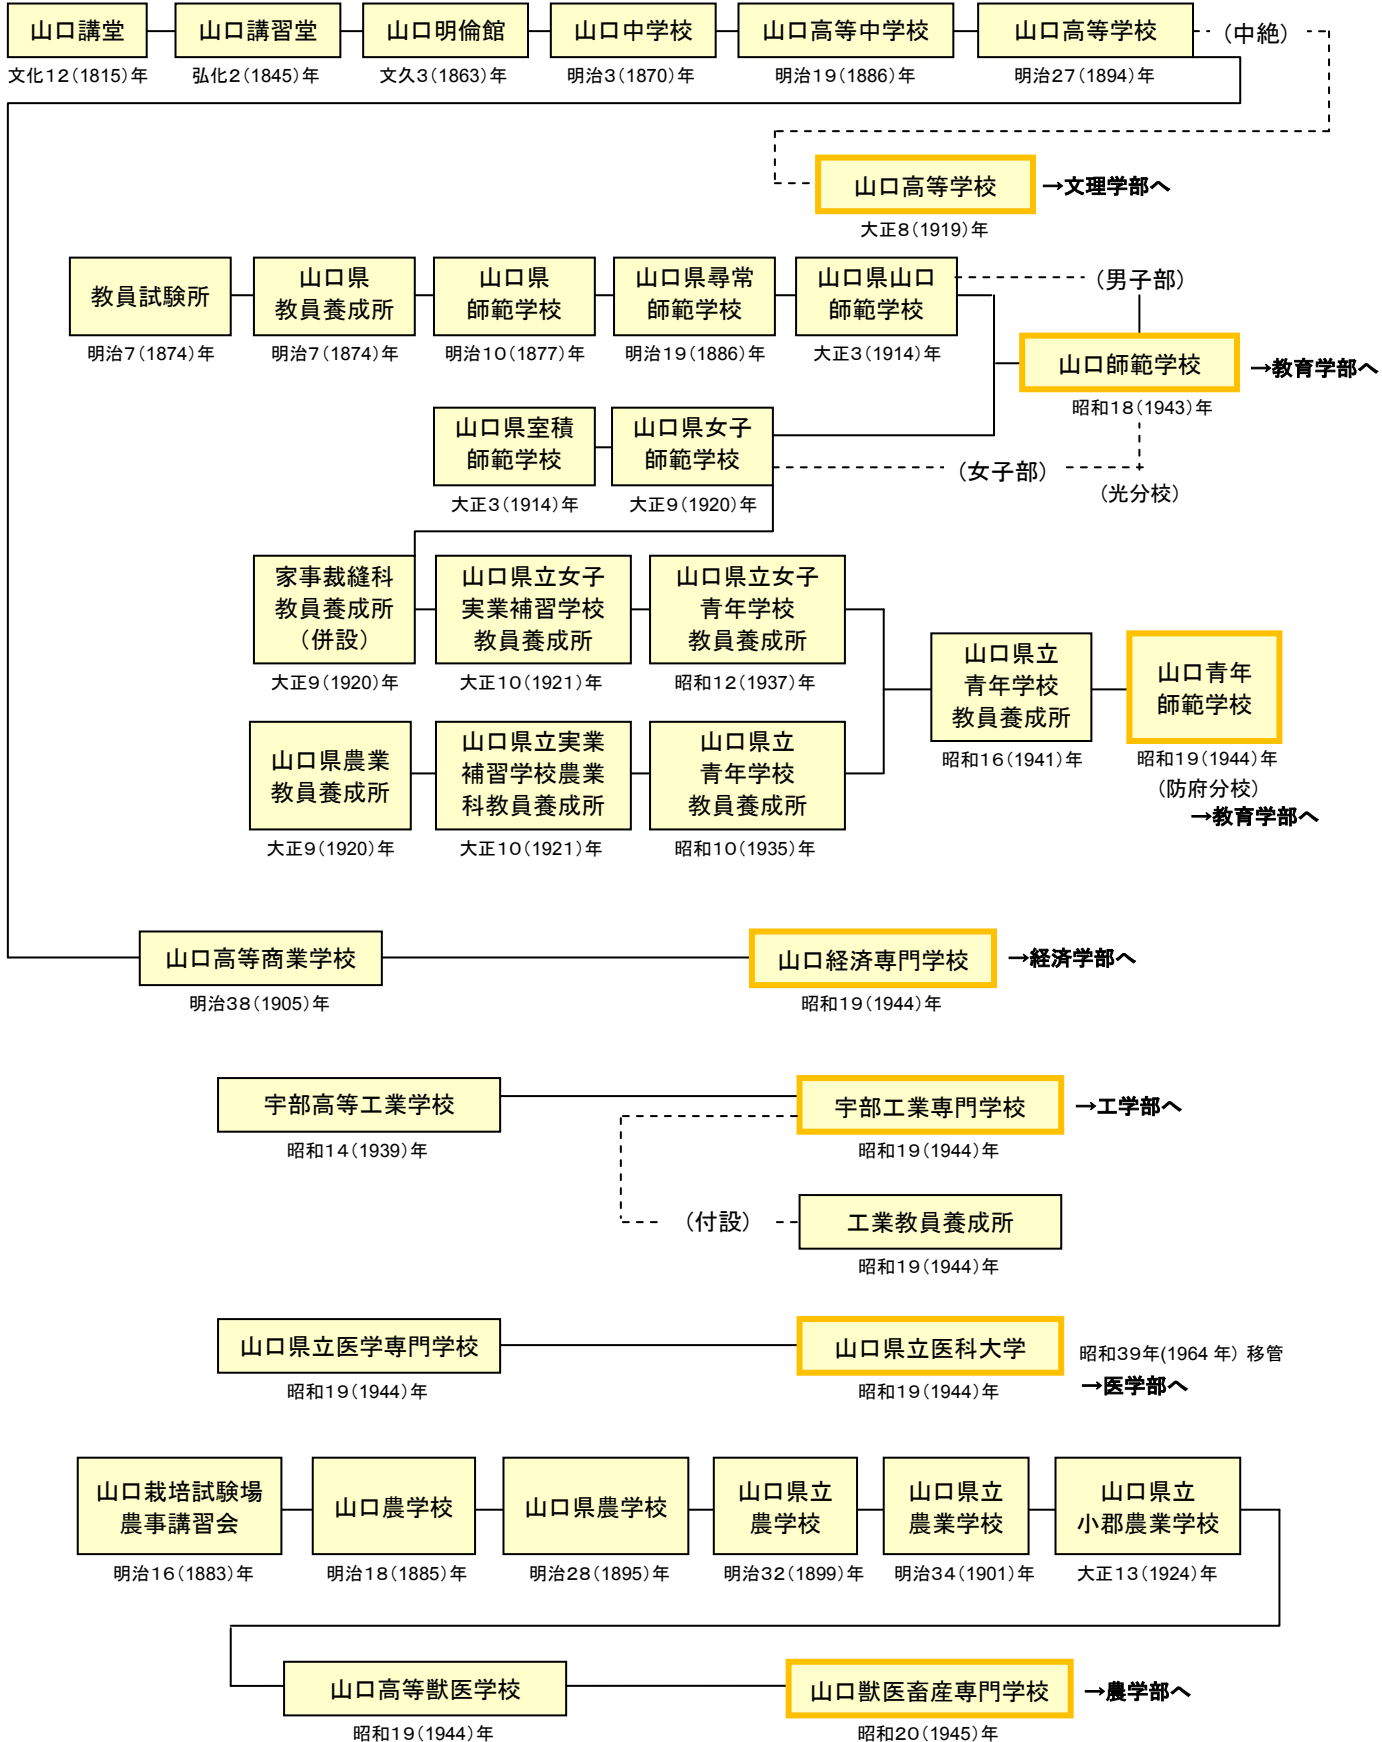 山口講堂
山口講習堂
山口明倫館
山口中学校
山口高等中学校
山口高等学校
（中絶）
文化１２（1815）年
弘化２（1845）年
文久３（1863）年
明治３（1870）年
明治１９（1886）年
明治２７（1894）年
山口高等学校
→文理学部へ
大正８（1919）年
教員試験所
山口県
教員養成所
山口県
師範学校
山口県尋常
師範学校
山口県山口
師範学校
（男子部）
明治７（1874）年
明治７（1874）年
明治１０（1877）年
明治１９（1886）年
大正３（1914）年
山口師範学校
→教育学部へ
昭和１８（1943）年
山口県室積
師範学校
山口県女子
師範学校
（女子部）
（光分校）
大正３（1914）年
大正９（1920）年
家事裁縫科
教員養成所
（併設）
山口県立女子
実業補習学校
教員養成所
山口県立女子
青年学校
教員養成所
大正９（1920）年
大正１０（1921）年
昭和１２（1937）年
山口県立
青年学校
教員養成所
山口青年
師範学校
昭和１６（1941）年
昭和１９（1944）年
（防府分校）
→教育学部へ
山口県農業
教員養成所
山口県立実業
補習学校農業
科教員養成所
山口県立
青年学校
教員養成所
大正９（1920）年
大正１０（1921）年
昭和１０（1935）年
山口高等商業学校
山口経済専門学校
→経済学部へ
明治３８（1905）年
昭和１９（1944）年
宇部高等工業学校
宇部工業専門学校
→工学部へ
昭和１４（1939）年
昭和１９（1944）年
（付設）
工業教員養成所
昭和１９（1944）年
山口県立医学専門学校
山口県立医科大学
昭和３９年(1964 年） 移管
→医学部へ
昭和１９（1944）年
昭和１９（1944）年
山口栽培試験場
農事講習会
山口農学校
山口県農学校
山口県立
農学校
山口県立
農業学校
山口県立
小郡農業学校
明治１６（1883）年
明治１８（1885）年
明治２８（1895）年
明治３２（1899）年
明治３４（1901）年
大正１３（1924）年
山口高等獣医学校
山口獣医畜産専門学校
→農学部へ
昭和１９（1944）年
昭和２０（1945）年